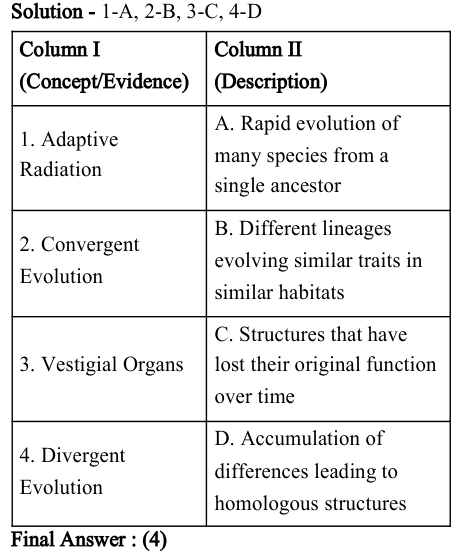 Solution - 1-A, 2-B, 3-C, 4-D
Column I
(Concept/Evidence)
Column II
(Description)
1. Adaptive
Radiation
A. Rapid evolution of
many species from a
single ancestor
2. Convergent
Evolution
B. Different lineages
evolving similar traits in
similar habitats
3. Vestigial Organs
C. Structures that have
lost their original function
over time
4. Divergent
Evolution
D. Accumulation of
differences leading to
homologous structures
Final Answer : (4)